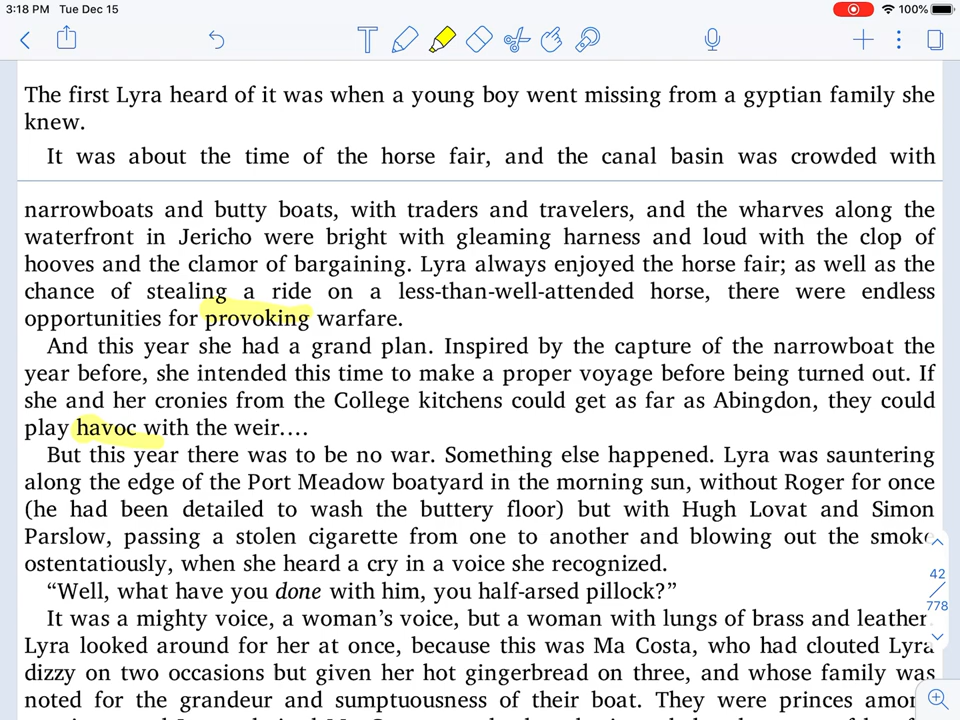 3:18 PM Tue Dec 15
100%
The first Lyra heard of it was when a young boy went missing from a gyptian family she
knew.
It was about the time of the horse fair, and the canal basin was crowded with
narrowboats and butty boats, with traders and travelers, and the wharves along the
waterfront in Jericho were bright with gleaming harness and loud with the clop of
hooves and the clamor of bargaining. Lyra always enjoyed the horse fair; as well as the
chance of stealing a ride on a less-than-well-attended horse, there were endless
opportunities for provoking warfare.
And this year she had a grand plan. Inspired by the capture of the narrowboat the
year before, she intended this time to make a proper voyage before being turned out. If
she and her cronies from the College kitchens could get as far as Abingdon, they could
play havoc with the weir....
But this year there was to be no war. Something else happened. Lyra was sauntering
along the edge of the Port Meadow boatyard in the morning sun, without Roger for once
(he had been detailed to wash the buttery floor) but with Hugh Lovat and Simon
Parslow, passing a stolen cigarette from one to another and blowing out the smoke
ostentatiously, when she heard a cry in a voice she recognized.
“Well, what have you done with him, you half-arsed pillock?”
It was a mighty voice, a woman’s voice, but a woman with lungs of brass and leather.
Lyra looked around for her at once, because this was Ma Costa, who had clouted Lyra
dizzy on two occasions but given her hot gingerbread on three, and whose family was
noted for the grandeur and sumptuousness of their boat. They were princes among
42
/
778